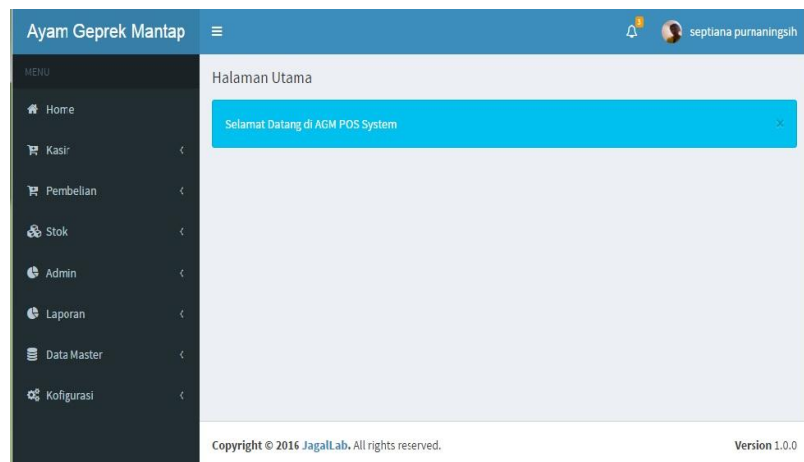 Ayam Geprek Mantap
septiana purnaningsih
MENU
Halaman Utama
Home
Selamat Datang di AGM POS System
×
Kasir
Pembelian
Stok
Admin
Laporan
Data Master
Kofigurasi
Copyright © 2016 JagalLab. All rights reserved.
Version 1.0.0